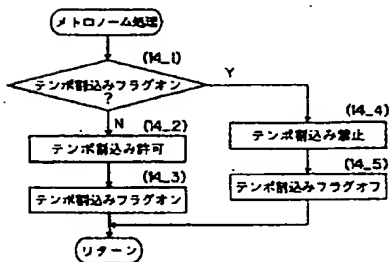 メトロノーム処理
(14_1)
テンポ割込みフラグオン
?
Y
N
(14_2)
テンポ割込み許可
(14_3)
テンポ割込みフラグオン
(14_4)
テンポ割込み禁止
(14_5)
テンポ割込みフラグオフ
リターン